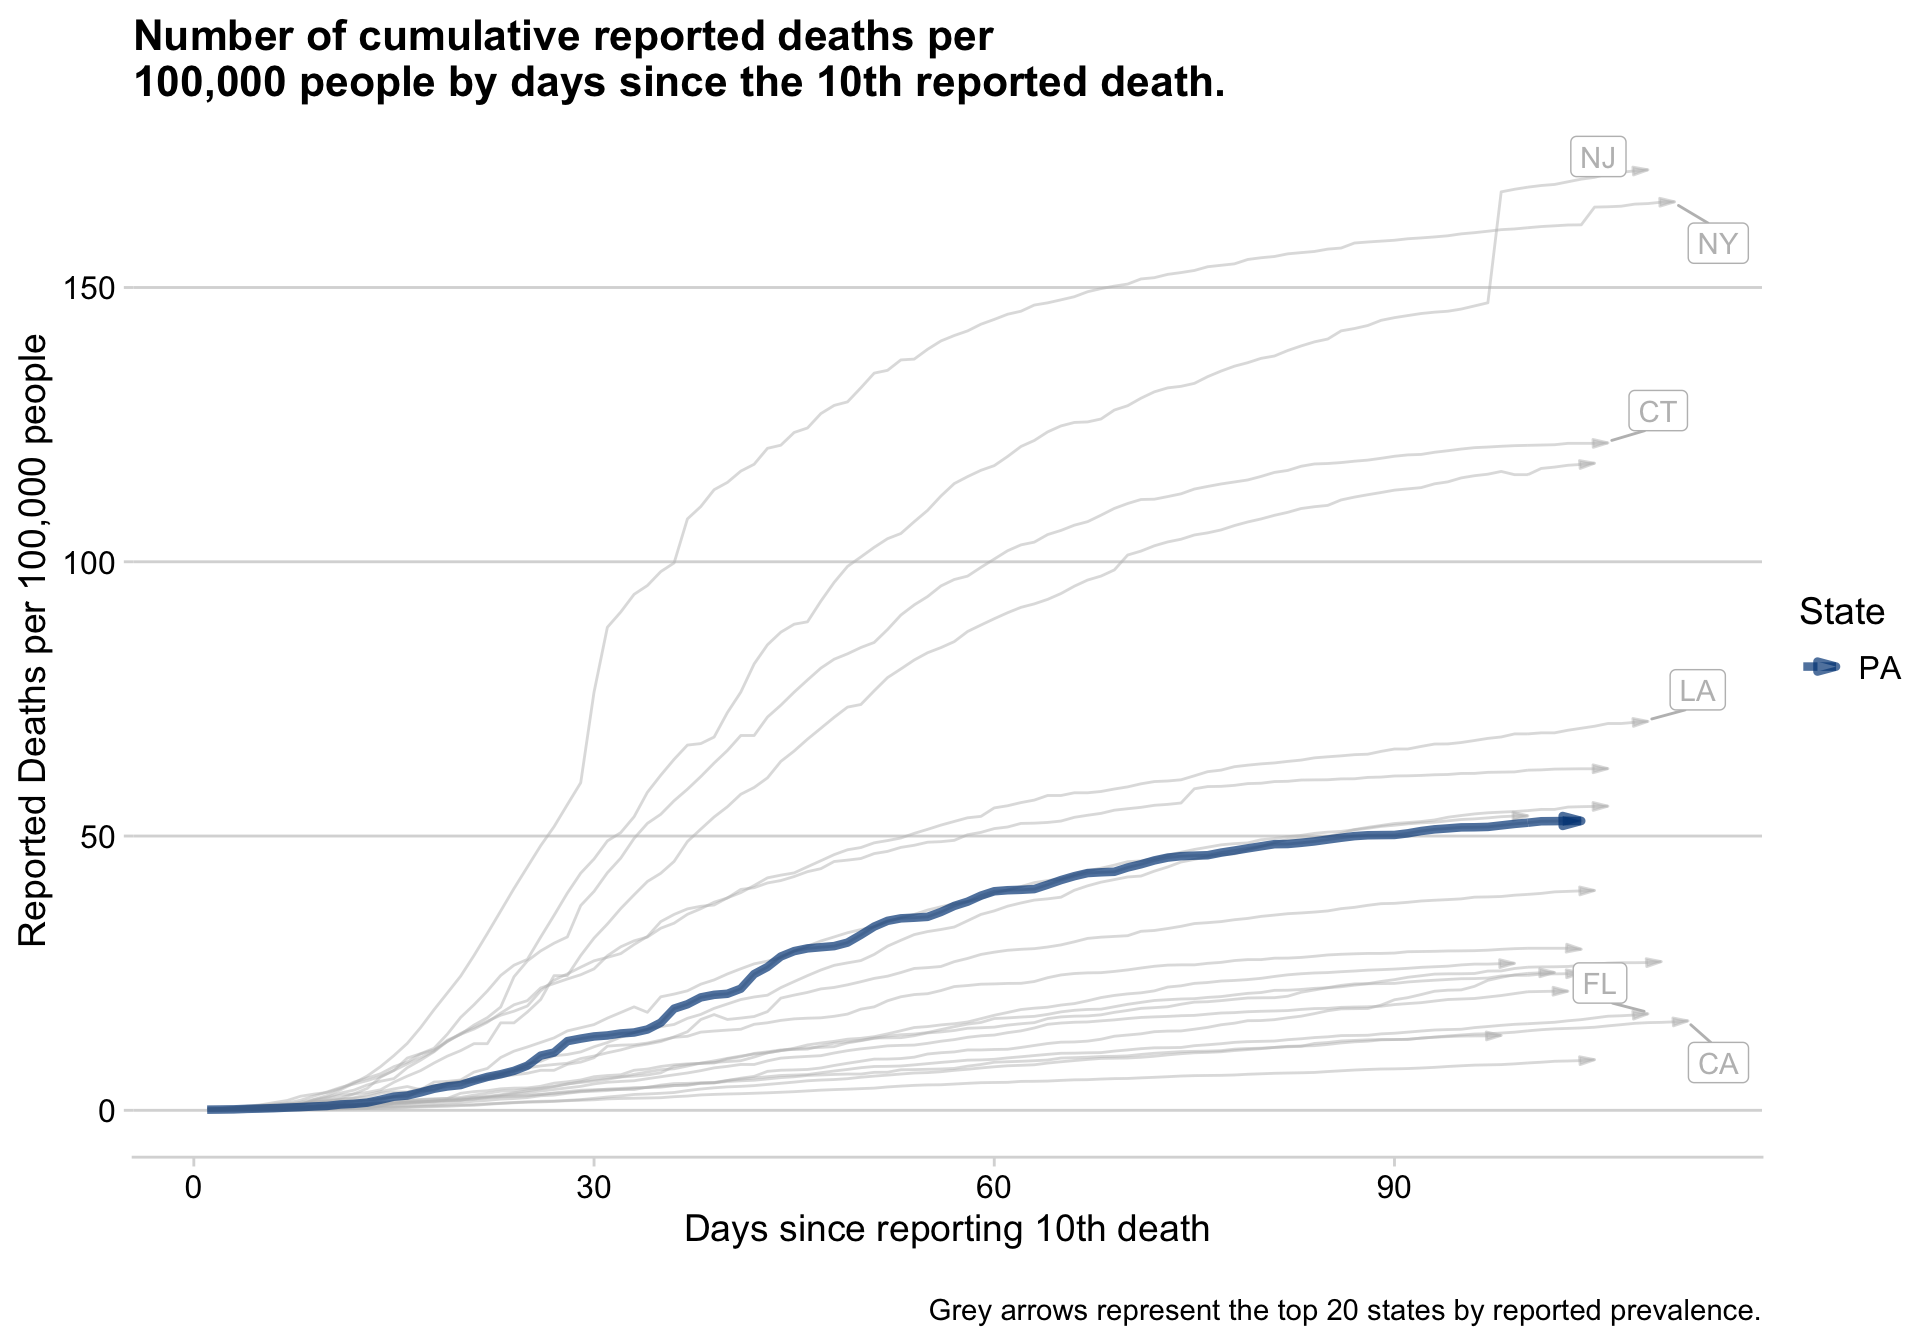 Number of cumulative reported deaths per
100,000 people by days since the 10th reported death.
Reported Deaths per 100,000 people
150
100
50
0
NJ
NY
CT
LA
FL
CA
State
PA
0
30
60
90
Days since reporting 10th death
Grey arrows represent the top 20 states by reported prevalence.